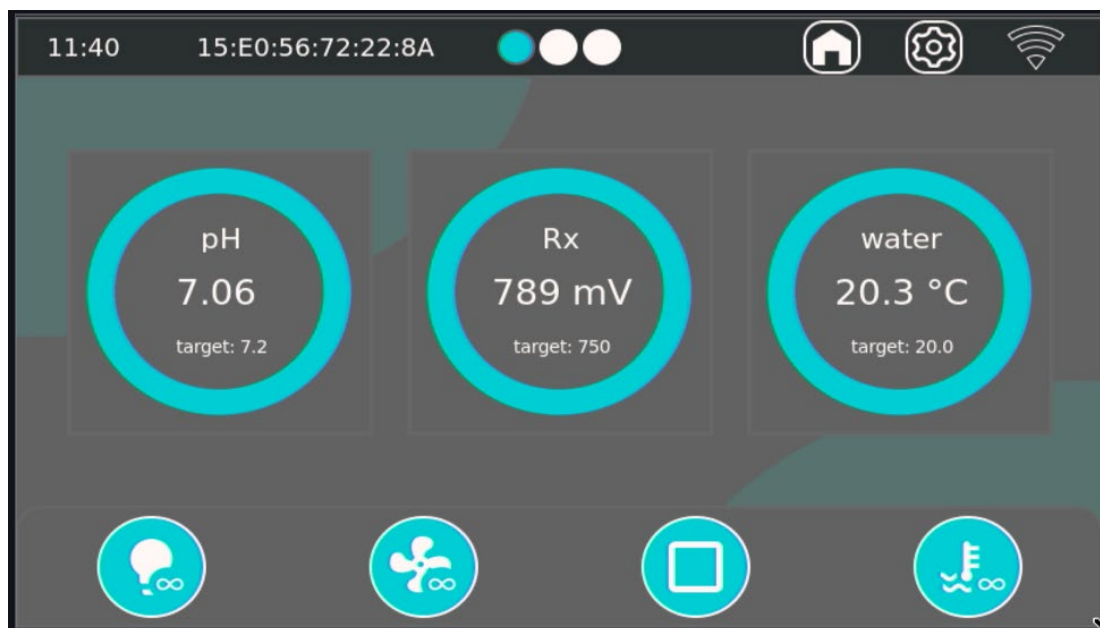 11:40 15:E0:56:72:22:8A
pH
7.06
target: 7.2
Rx
789 mV
target: 750
water
20.3 °C
target: 20.0
∞
∞
∞